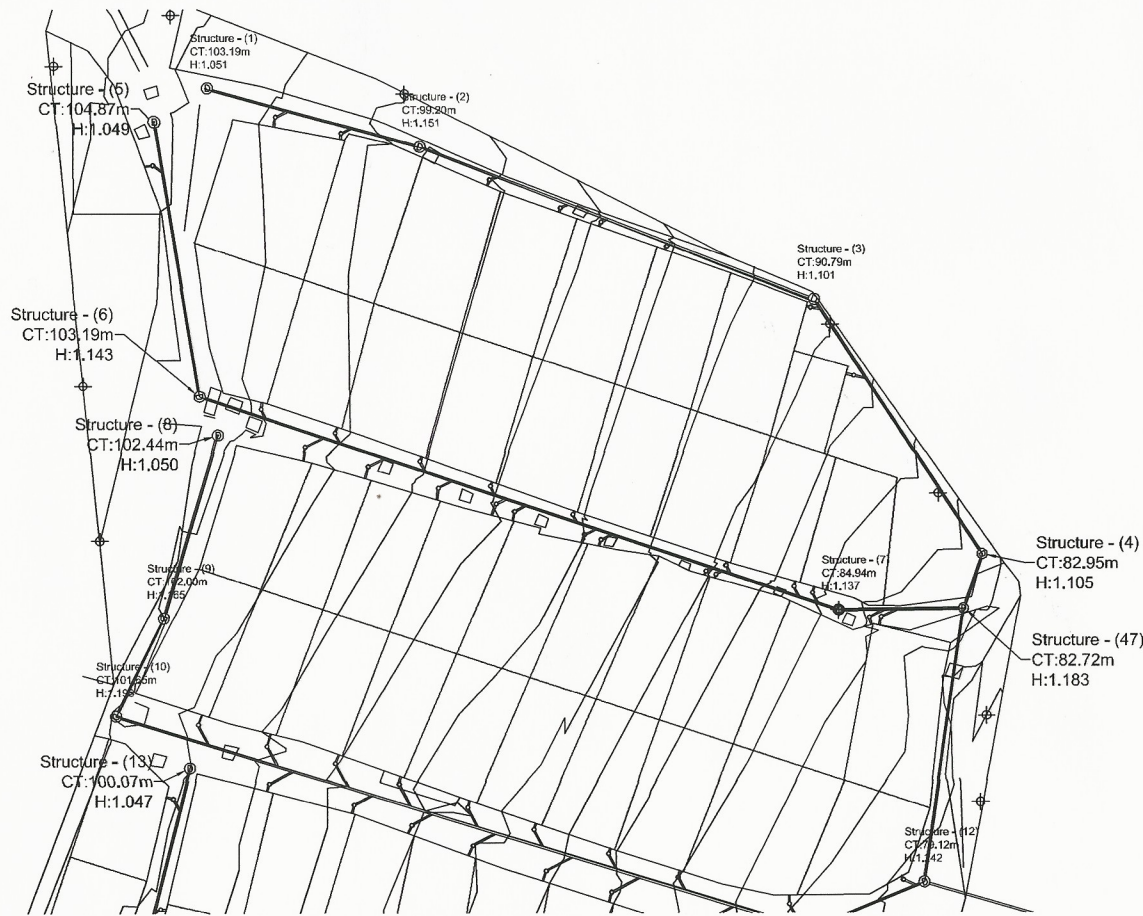 Structure - (1)
CT:103.19m
H:1.051
Structure - (5)
CT:104.87m
H:1.049
Structure - (2)
CT:99.20m
H:1.151
Structure - (3)
CT:90.79m
H:1.101
Structure - (6)
CT:103.19m
H:1.143
Structure - (8)
CT:102.44m
H:1.050
Structure - (4)
CT:82.95m
H:1.105
Structure - (7)
CT:84.94m
H:1.137
Structure - (9)
CT:102.00m
Structure - (47)
CT:82.72m
H:1.183
Structure - (10)
Structure - (13)
CT:100.07m
H:1.047
Structure - (12)